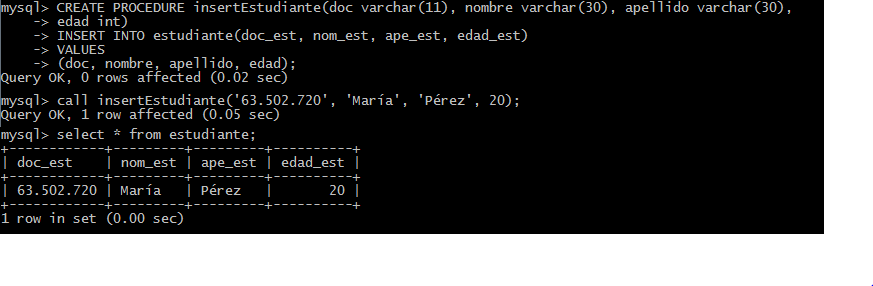 mysql> CREATE PROCEDURE insertEstudiante(doc varchar(11), nombre varchar(30), apellido varchar(30),
    -> edad int)
    -> INSERT INTO estudiante(doc_est, nom_est, ape_est, edad_est)
    -> VALUES
    -> (doc, nombre, apellido, edad);
Query OK, 0 rows affected (0.02 sec)
mysql> call insertEstudiante('63.502.720', 'María', 'Pérez', 20);
Query OK, 1 row affected (0.05 sec)
mysql> select * from estudiante;
+------------+---------+---------+----------+
| doc_est    | nom_est | ape_est | edad_est |
+------------+---------+---------+----------+
| 63.502.720 | María   | Pérez   |       20 |
+------------+---------+---------+----------+
1 row in set (0.00 sec)
.